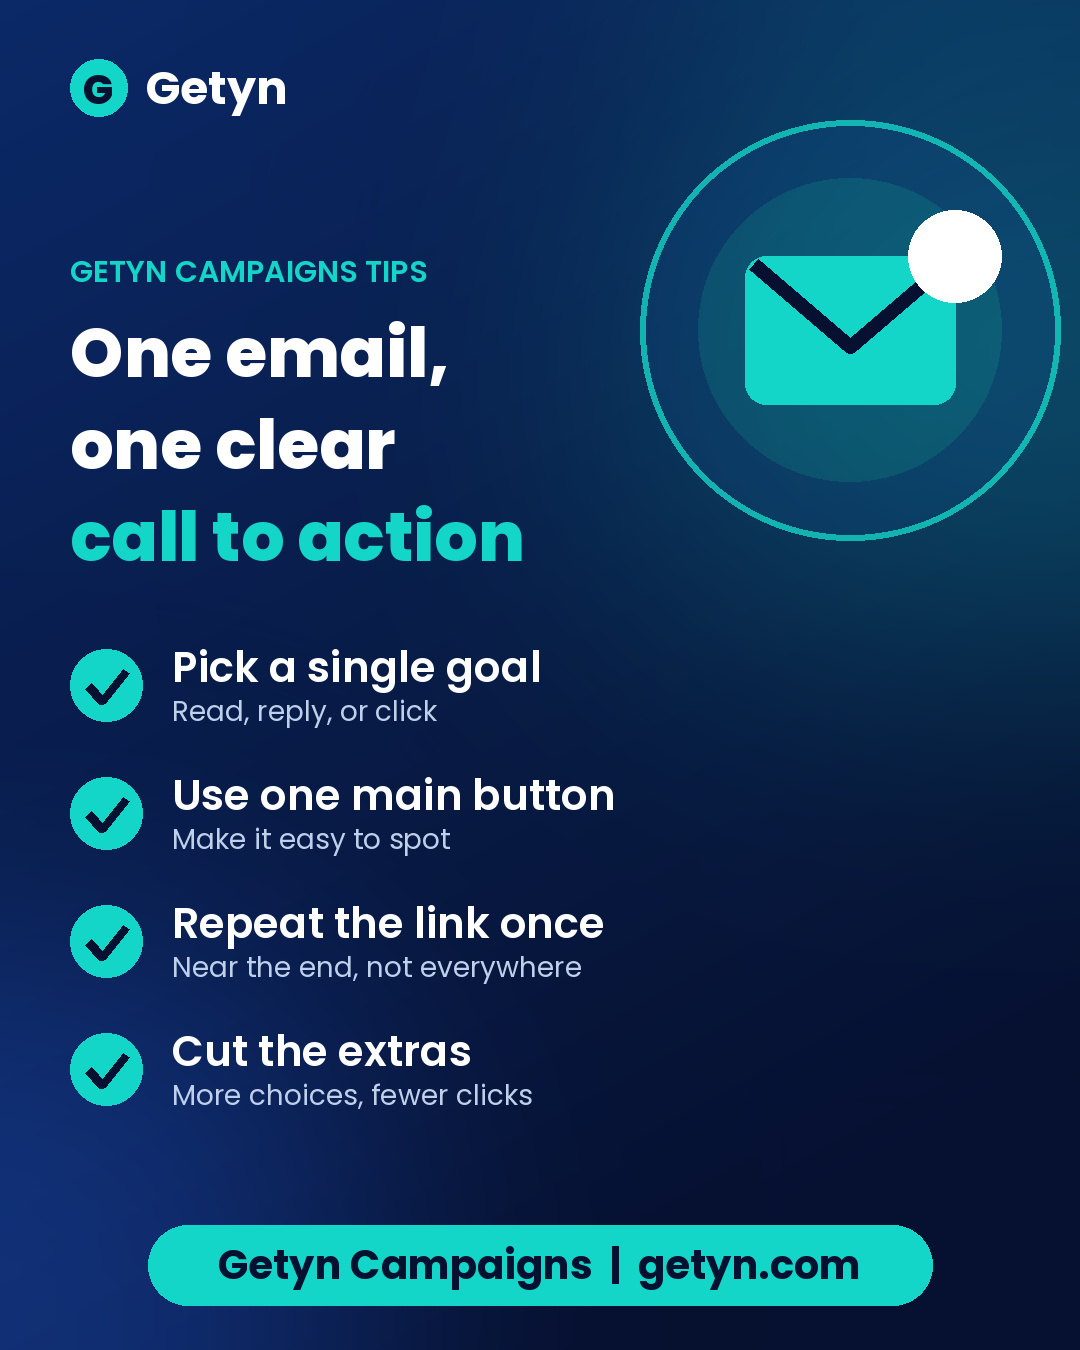 G Getyn
GETYN CAMPAIGNS TIPS
One email,
one clear
call to action
Pick a single goal
Read, reply, or click
Use one main button
Make it easy to spot
Repeat the link once
Near the end, not everywhere
Cut the extras
More choices, fewer clicks
Getyn Campaigns | getyn.com